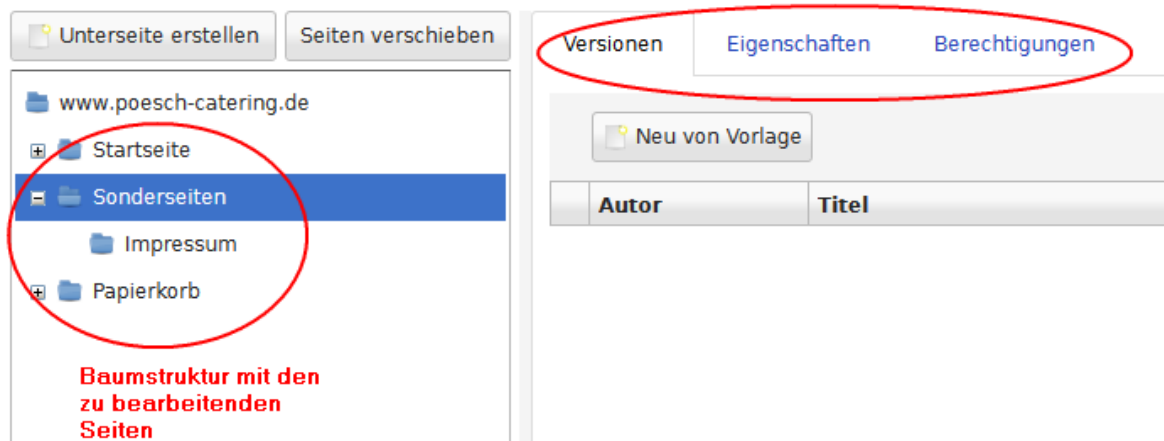 Unterseite erstellen
Seiten verschieben
www.poesch-catering.de
Startseite
Sonderseiten
Impressum
Papierkorb
Baumstruktur mit den
zu bearbeitenden
Seiten
Versionen
Eigenschaften
Berechtigungen
Neu von Vorlage
Autor
Titel